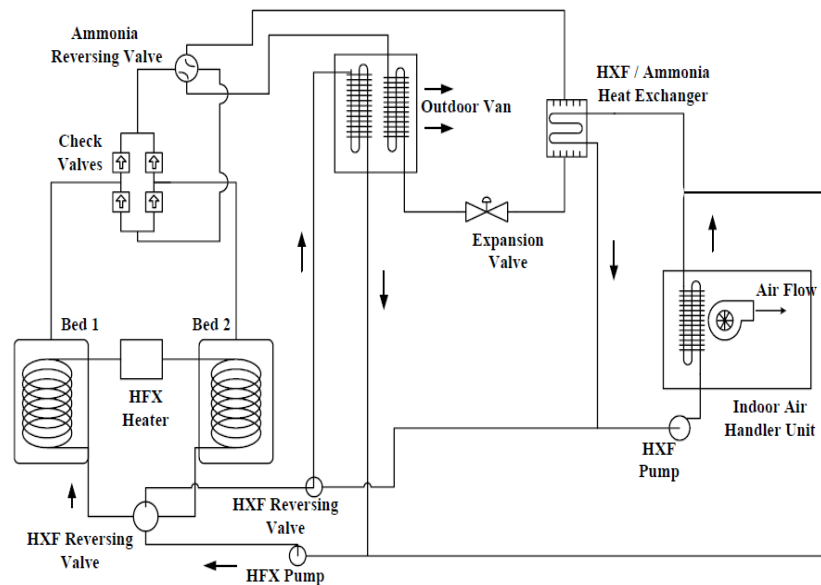 Ammonia
Reversing Valve
HXF / Ammonia
Heat Exchanger
Outdoor Van
Check
Valves
Expansion
Valve
Air Flow
Bed 1
Bed 2
HFX
Heater
Indoor Air
Handler Unit
HXF
Pump
HXF Reversing
Valve
HXF Reversing
Valve
HFX Pump